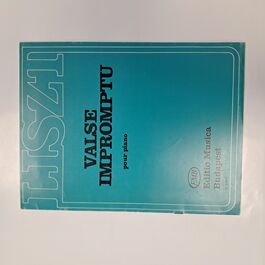 LISZT
VALSE
IMPROMPTU
pour piano
EMB
Editio Musica
Budapest